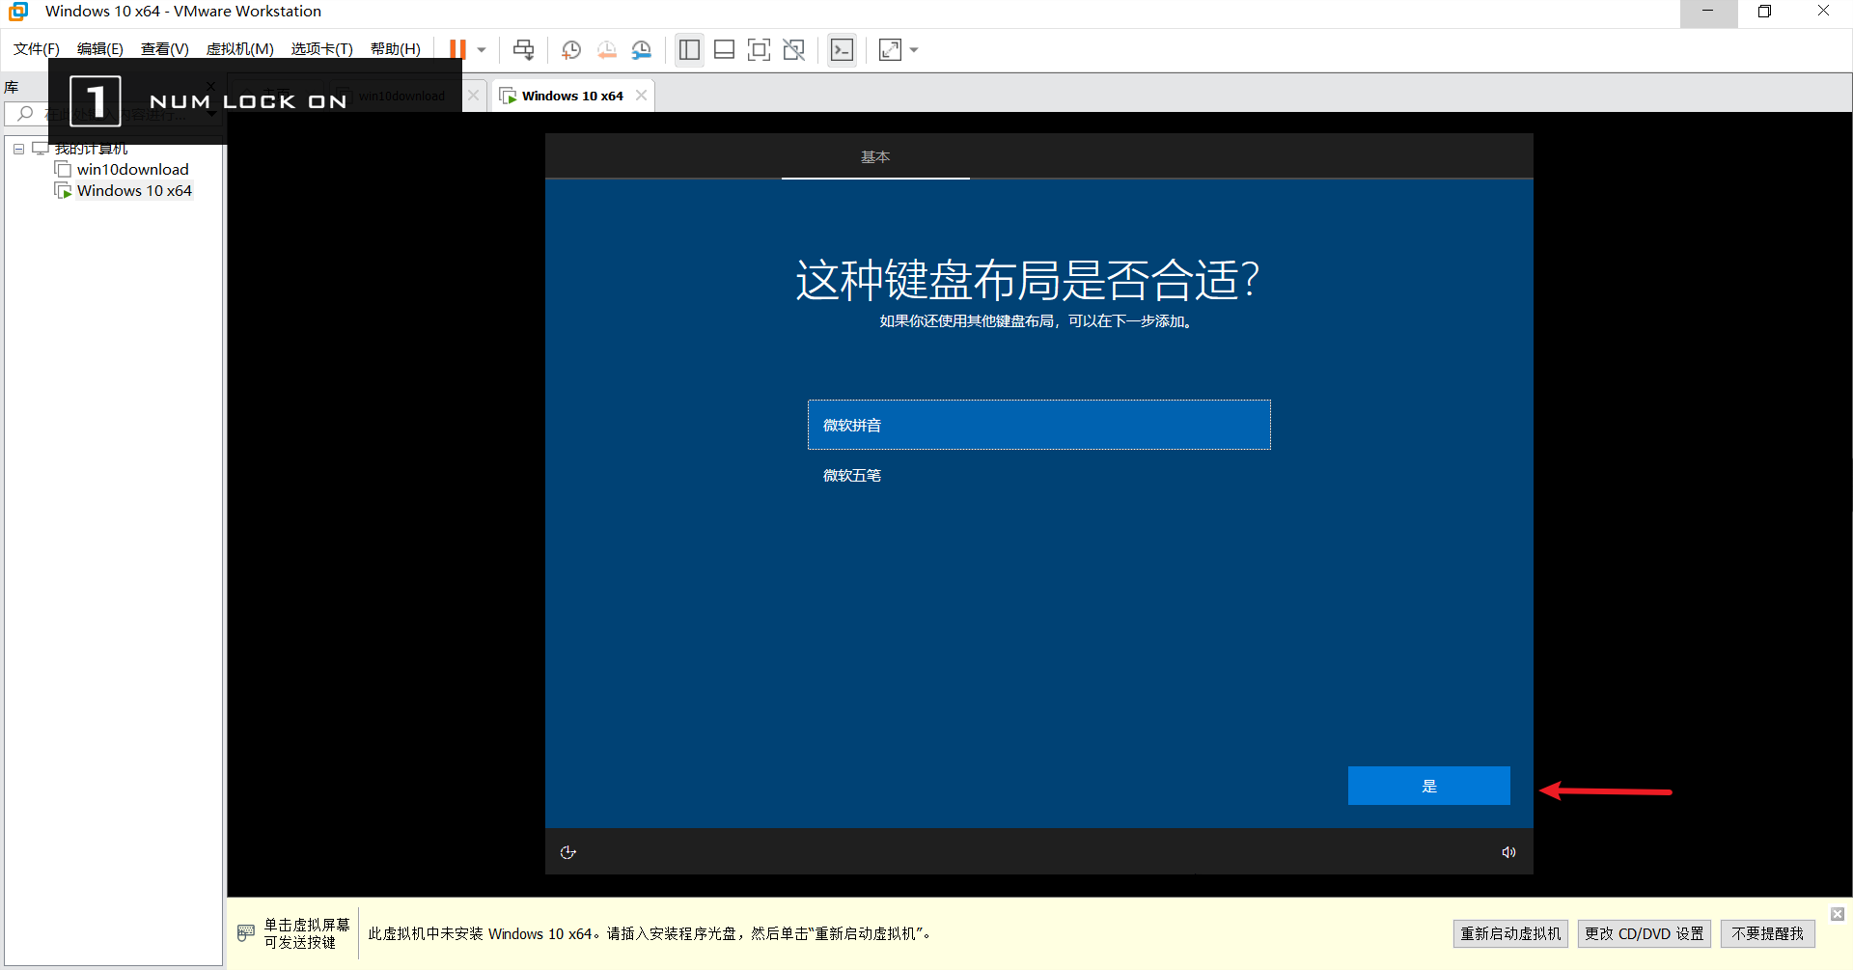 Windows 10 x64 - VMware Workstation
文件(F) 编辑(E) 查看(V) 虚拟机(M) 选项卡(T) 帮助(H)
库
1 NUM LOCK ON
win10download
Windows 10 x64
我的计算机
win10download
Windows 10 x64
基本
这种键盘布局是否合适?
如果你还使用其他键盘布局，可以在下一步添加。
微软拼音
微软五笔
是
单击虚拟屏幕
可发送按键
此虚拟机中未安装 Windows 10 x64。请插入安装程序光盘，然后单击“重新启动虚拟机”。
重新启动虚拟机 更改 CD/DVD 设置 不要提醒我